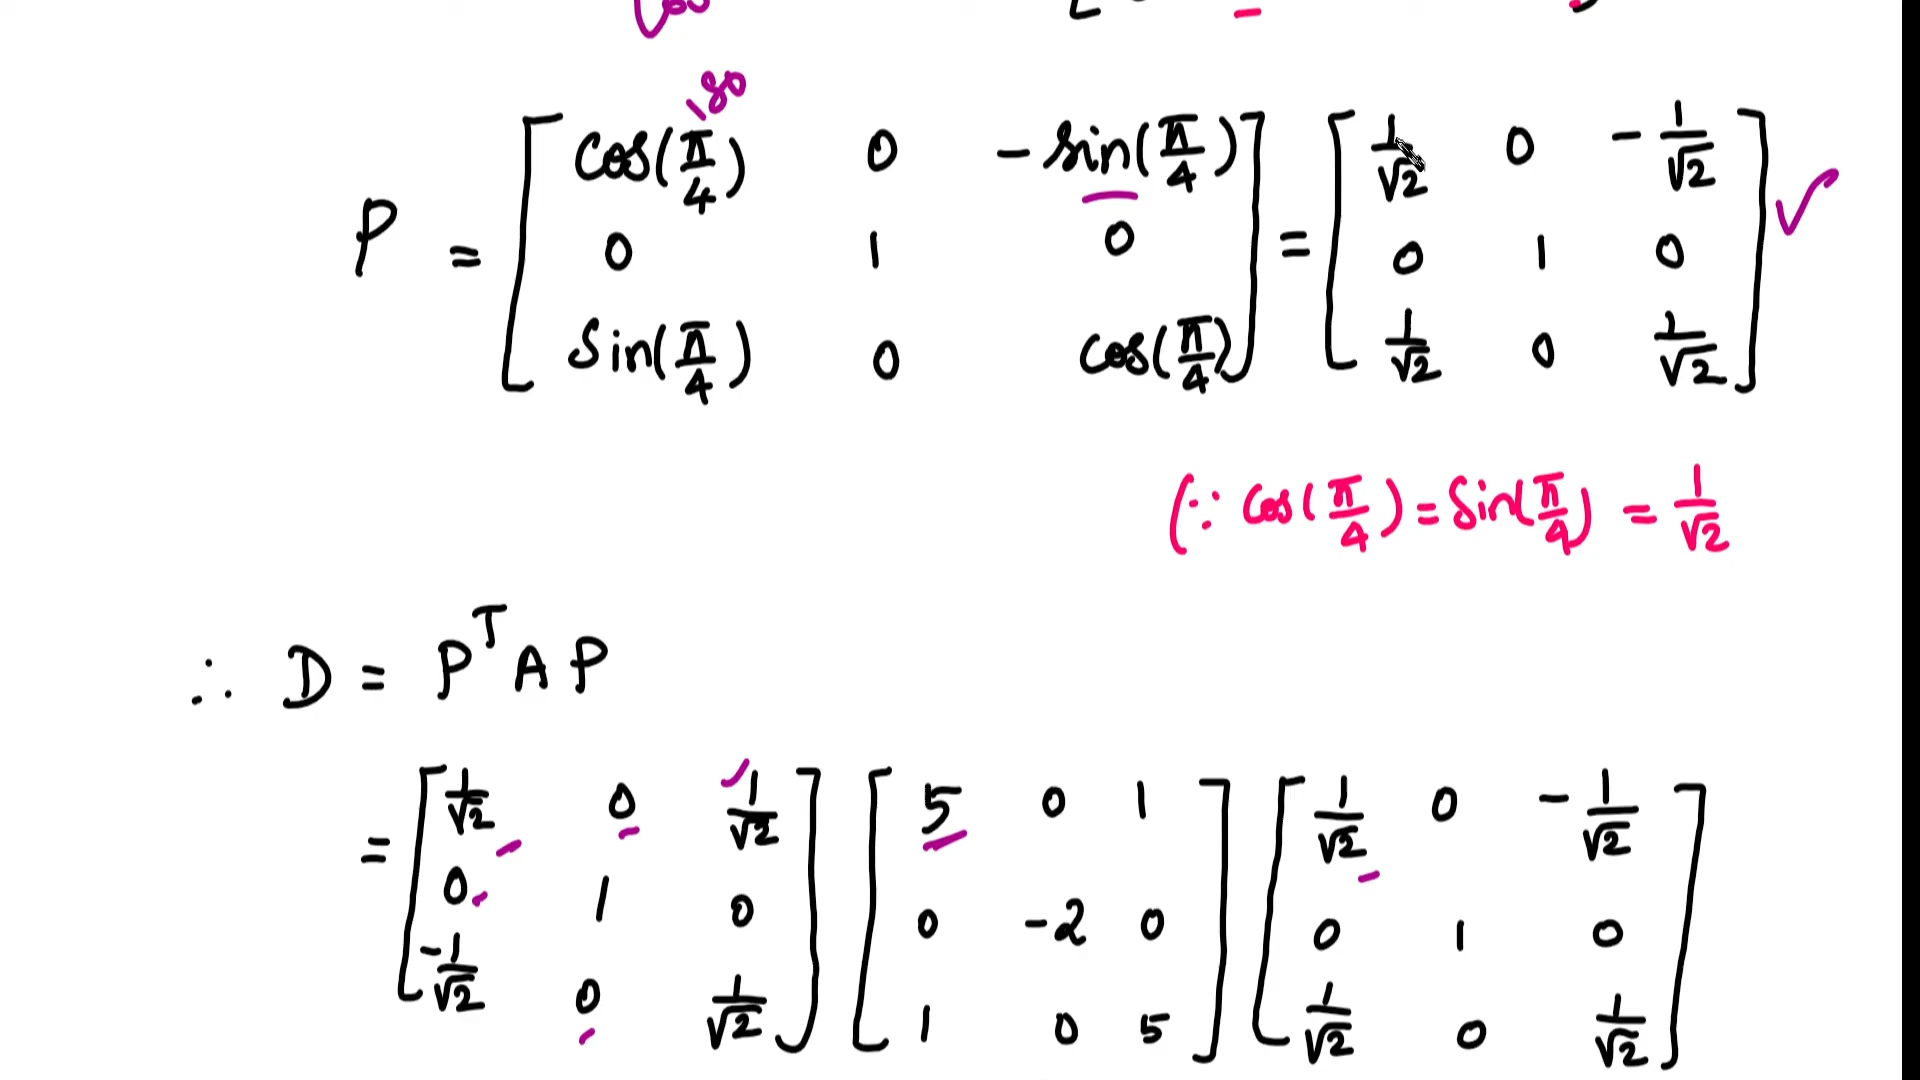 180
P = [ cos(π/4) 0 - sin(π/4) ] = [ 1/√2 0 - 1/√2 ] ✓
0 1 0 0 1 0
sin(π/4) 0 cos(π/4) 1/√2 0 1/√2
(∵ cos(π/4) = sin(π/4) = 1/√2
∴ D = P^T A P
= [ 1/√2 0 1/√2 ] [ 5 0 1 ] [ 1/√2 0 - 1/√2 ]
0 1 0 0 -2 0 0 1 0
-1/√2 0 1/√2 1 0 5 1/√2 0 1/√2